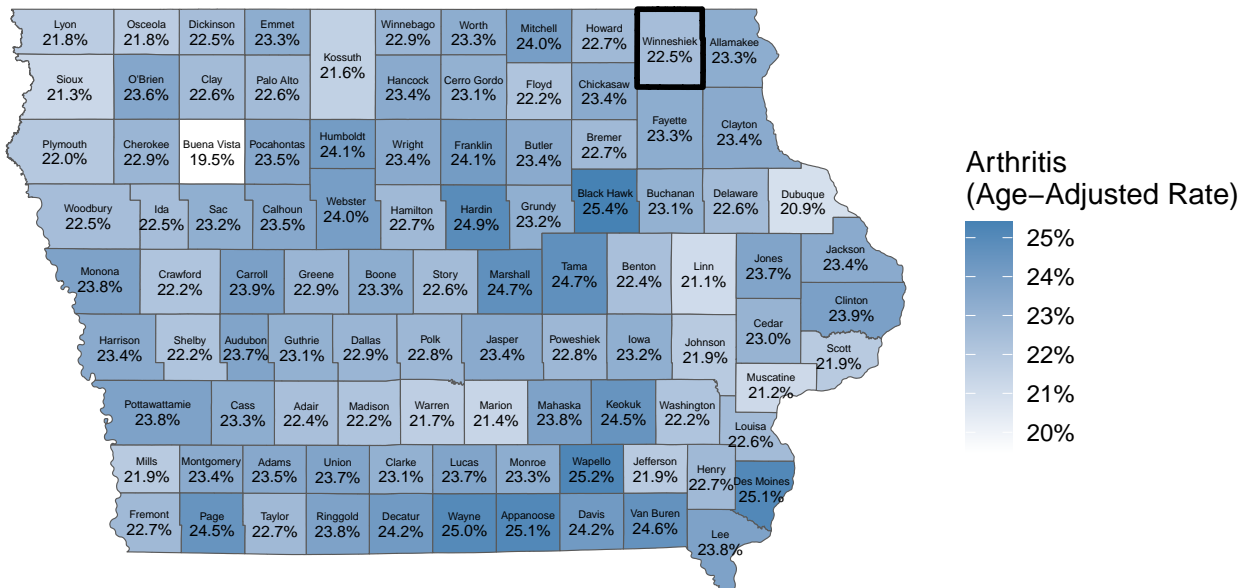 Lyon
21.8%
Osceola
21.8%
Dickinson
22.5%
Emmet
23.3%
Kossuth
21.6%
Winnebago
22.9%
Worth
23.3%
Mitchell
24.0%
Howard
22.7%
Winneshiek
22.5%
Allamakee
23.3%
Sioux
21.3%
O'Brien
23.6%
Clay
22.6%
Palo Alto
22.6%
Hancock
23.4%
Cerro Gordo
23.1%
Floyd
22.2%
Chickasaw
23.4%
Fayette
23.3%
Clayton
23.4%
Plymouth
22.0%
Cherokee
22.9%
Buena Vista
19.5%
Pocahontas
23.5%
Humboldt
24.1%
Wright
23.4%
Franklin
24.1%
Butler
23.4%
Bremer
22.7%
Woodbury
22.5%
Ida
22.5%
Sac
23.2%
Calhoun
23.5%
Webster
24.0%
Hamilton
22.7%
Hardin
24.9%
Grundy
23.2%
Black Hawk
25.4%
Buchanan
23.1%
Delaware
22.6%
Dubuque
20.9%
Monona
23.8%
Crawford
22.2%
Carroll
23.9%
Greene
22.9%
Boone
23.3%
Story
22.6%
Marshall
24.7%
Tama
24.7%
Benton
22.4%
Linn
21.1%
Jones
23.7%
Jackson
23.4%
Clinton
23.9%
Harrison
23.4%
Shelby
22.2%
Audubon
23.7%
Guthrie
23.1%
Dallas
22.9%
Polk
22.8%
Jasper
23.4%
Poweshiek
22.8%
Iowa
23.2%
Johnson
21.9%
Cedar
23.0%
Scott
21.9%
Muscatine
21.2%
Pottawattamie
23.8%
Cass
23.3%
Adair
22.4%
Madison
22.2%
Warren
21.7%
Marion
21.4%
Mahaska
23.8%
Keokuk
24.5%
Washington
22.2%
Louisa
22.6%
Mills
21.9%
Montgomery
23.4%
Adams
23.5%
Union
23.7%
Clarke
23.1%
Lucas
23.7%
Monroe
23.3%
Wapello
25.2%
Jefferson
21.9%
Henry
22.7%
Des Moines
25.1%
Fremont
22.7%
Page
24.5%
Taylor
22.7%
Ringgold
23.8%
Decatur
24.2%
Wayne
25.0%
Appanoose
25.1%
Davis
24.2%
Van Buren
24.6%
Lee
23.8%
Arthritis
(Age−Adjusted Rate)
25%
24%
23%
22%
21%
20%